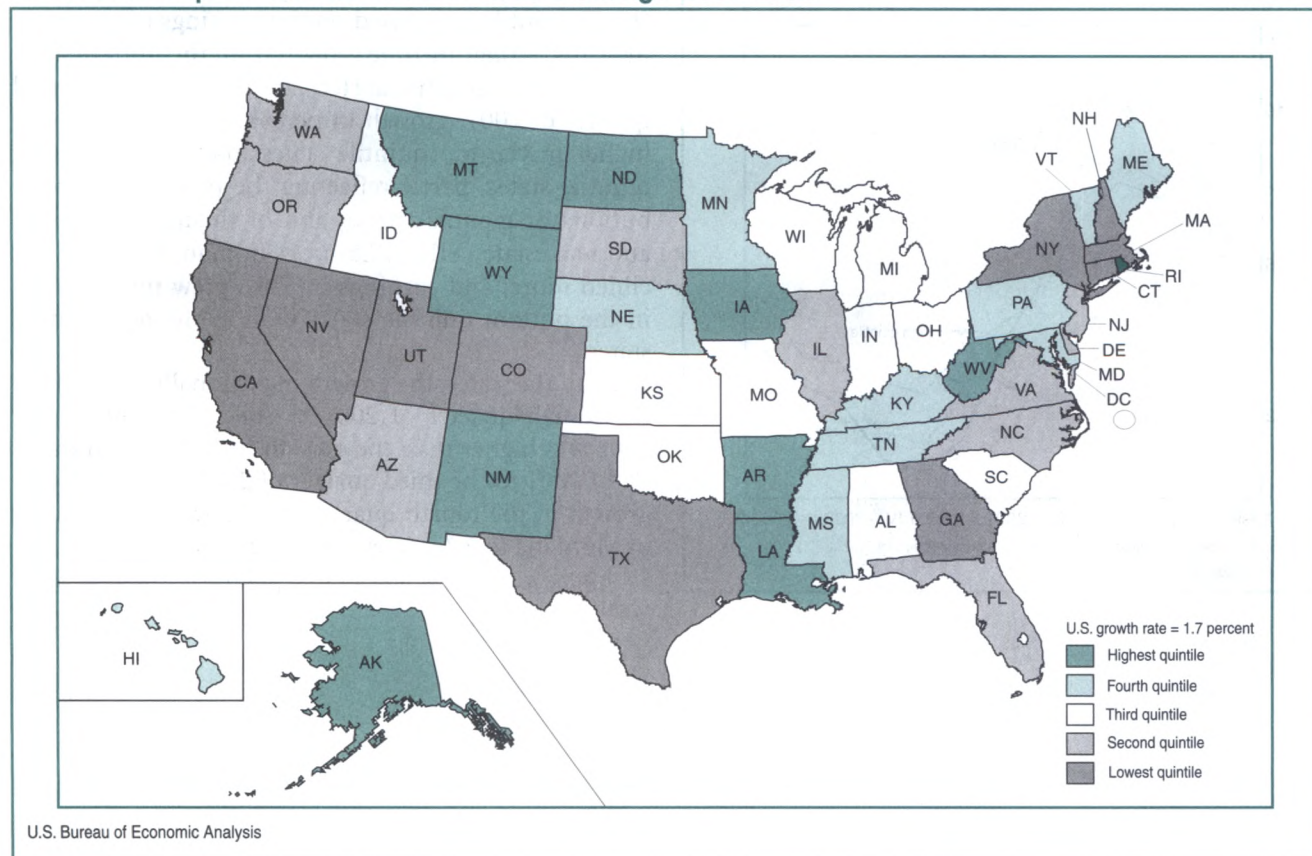 NH
WA
VT
ME
MT
ND
MN
OR
MA
ID
SD
WI
NY
WY
MI
RI
CT
IA
PA
NE
NJ
OH
IN
IL
NV
DE
UT
WV
MD
CO
VA
CA
KS
MO
DC
KY
NC
TN
OK
AZ
NM
AR
SC
MS
AL
GA
LA
TX
FL
U.S. growth rate = 1.7 percent
HI
AK
Highest quintile
Fourth quintile
Third quintile
Second quintile
Lowest quintile
U.S. Bureau of Economic Analysis